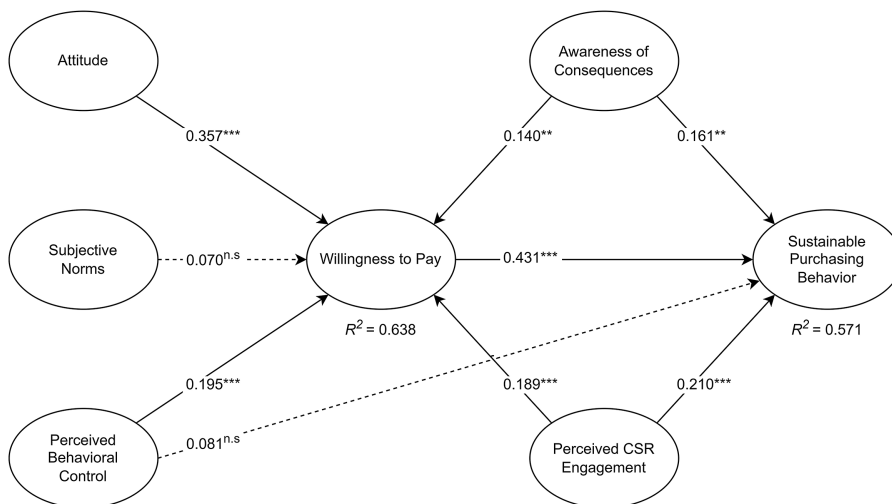 Attitude
Awareness of
Consequences
0.357***
0.140**
0.161**
Subjective
Norms
0.070n.s
Willingness to Pay
0.431***
Sustainable
Purchasing
Behavior
R2 = 0.638
R2 = 0.571
0.195***
0.189***
0.210***
Perceived
Behavioral
Control
0.081n.s
Perceived CSR
Engagement